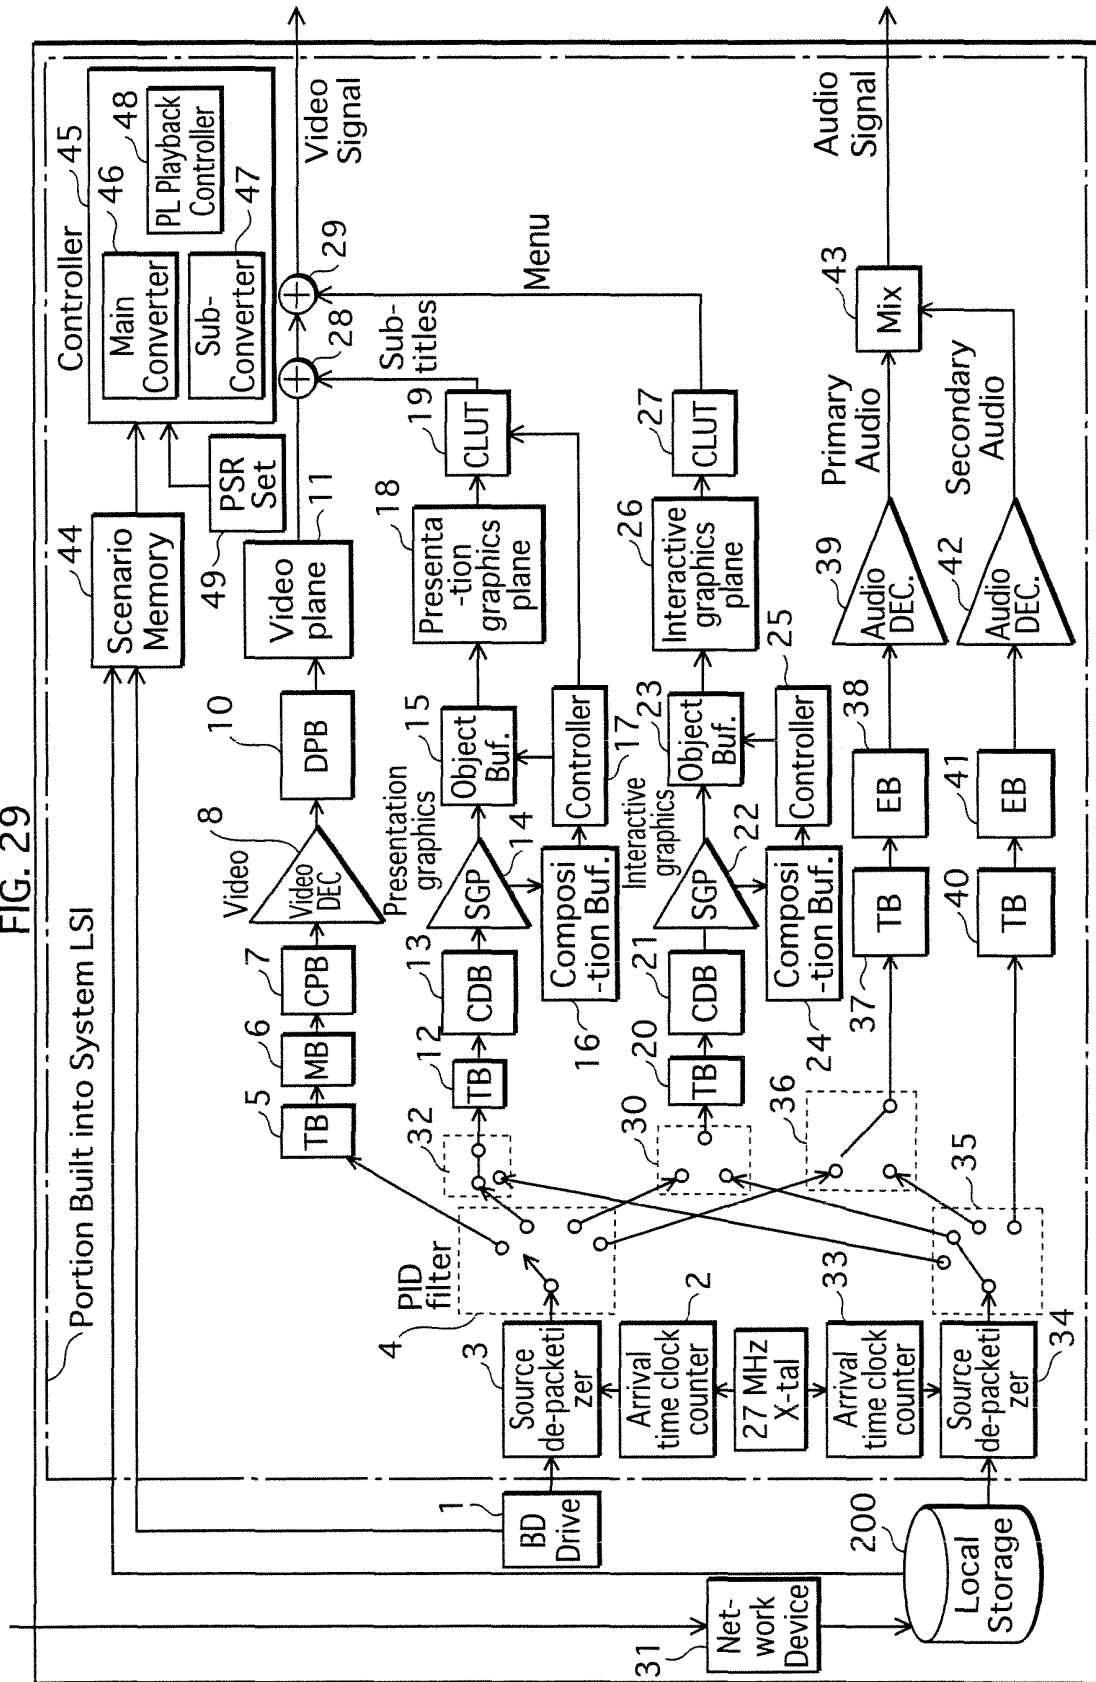 FIG. 29
Portion Built into System LSI
44
Scenario
Memory
Controller
45
46
Main
Converter
Sub-
Converter
47
48
PL Playback
Controller
49
PSR
Set
Video
Signal
5
TB
6
MB
7
CPB
Video
8
Video
DEC
10
DPB
11
Video
plane
28
29
Sub-
titles
Menu
PID
filter
4
32
12
TB
13
CDB
Presentation
graphics
SGP
14
15
Object
Buf.
18
Presenta
-tion
graphics
plane
19
CLUT
16
Composi
-tion Buf.
Controller
17
30
20
TB
21
CDB
Interactive
graphics
SGP
22
23
Object
Buf.
26
Interactive
graphics
plane
27
CLUT
24
Composi
-tion Buf.
Controller
25
36
37
TB
38
EB
39
Audio
DEC.
Primary
Audio
43
Mix
Audio
Signal
35
40
TB
41
EB
42
Audio
DEC.
Secondary
Audio
1
BD
Drive
3
Source
de-packeti
zer
2
Arrival
time clock
counter
27 MHz
X-tal
33
Arrival
time clock
counter
34
Source
de-packeti
zer
31
Net-
work
Device
200
Local
Storage